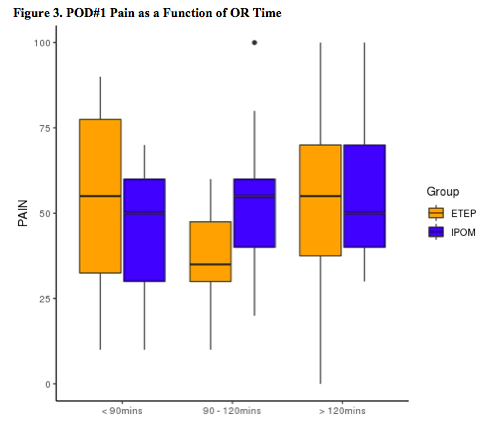 Figure 3. POD#1 Pain as a Function of OR Time
100
75
50
25
0
PAIN
< 90mins
90 - 120mins
> 120mins
Group
ETEP
IPOM